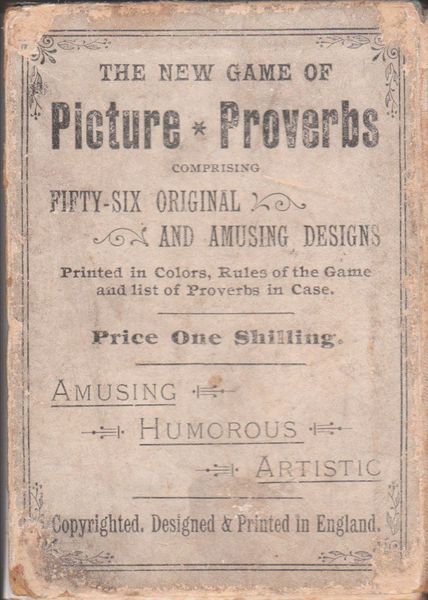 THE NEW GAME OF
Picture * Proverbs
COMPRISING
FIFTY-SIX ORIGINAL
AND AMUSING DESIGNS
Printed in Colors, Rules of the Game
and list of Proverbs in Case.
Price One Shilling.
AMUSING
HUMOROUS
ARTISTIC
Copyrighted. Designed & Printed in England.